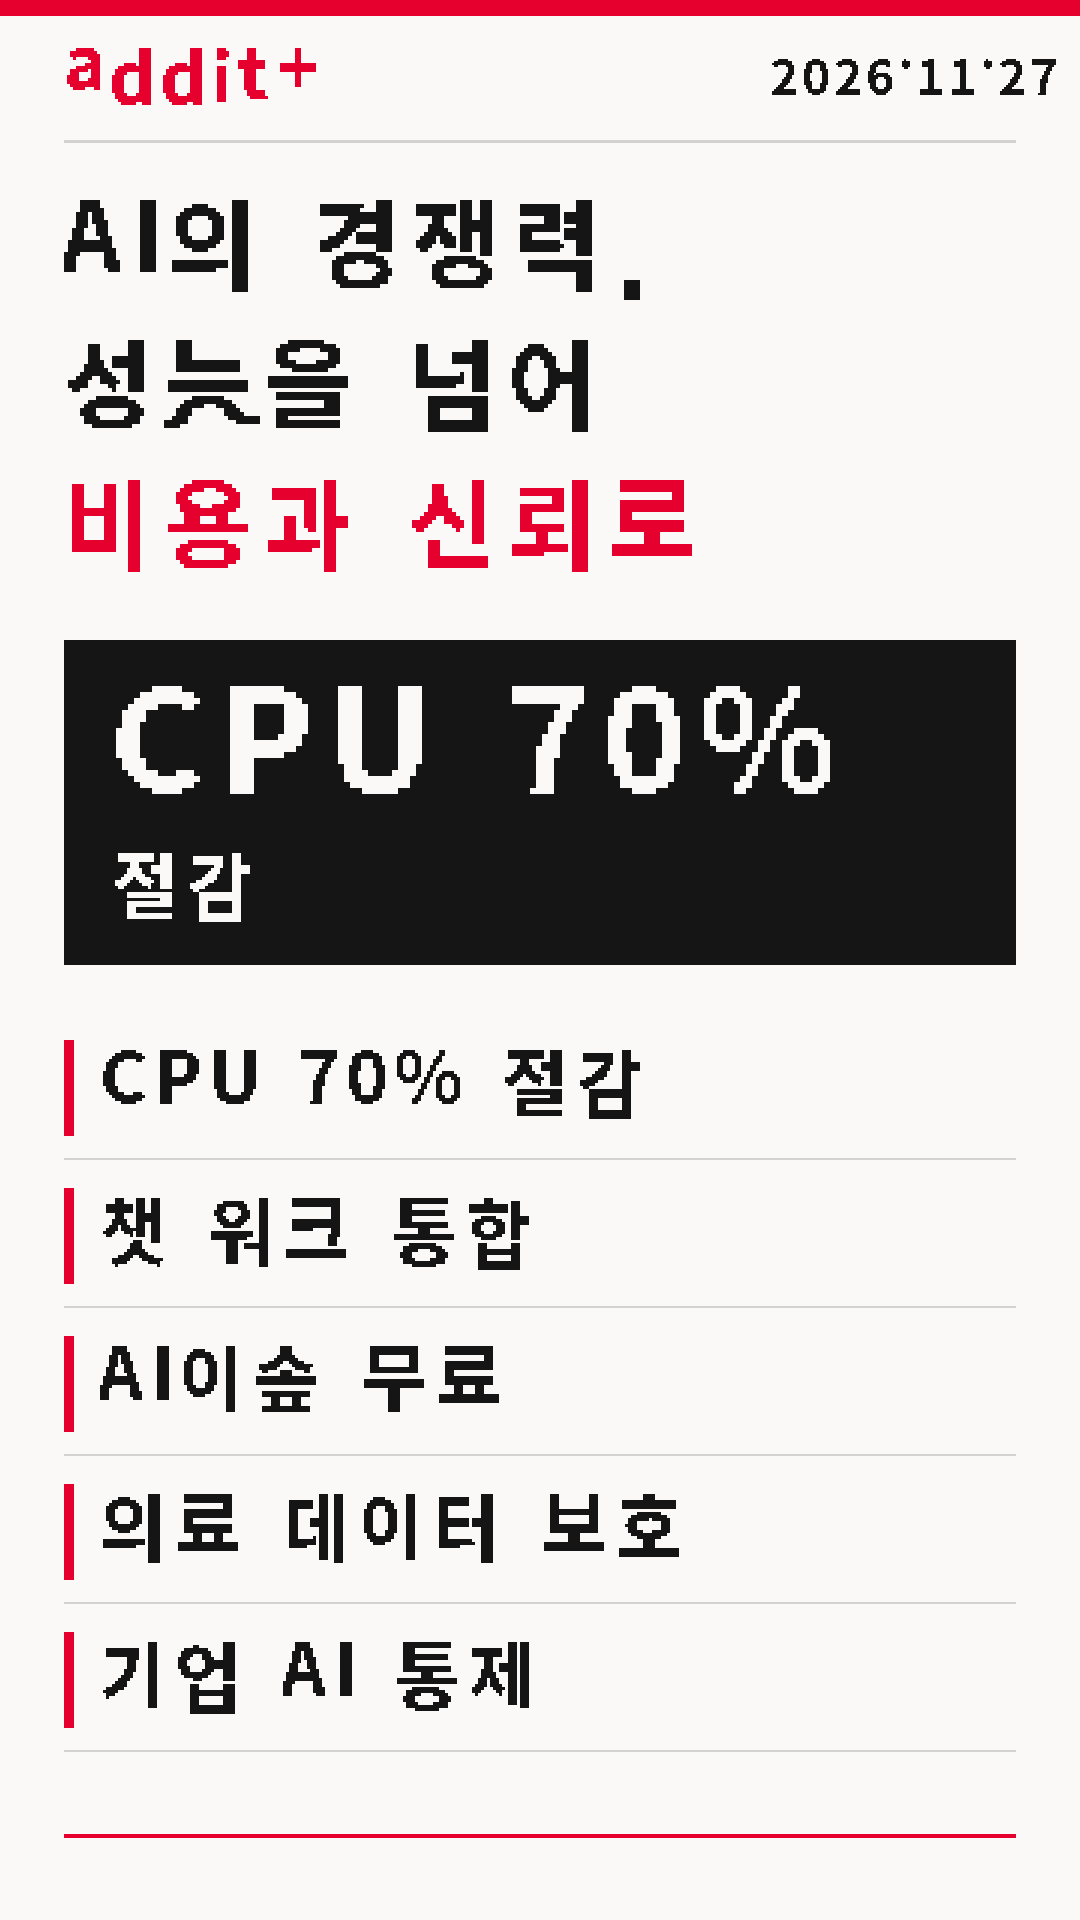 addit+
2026·11·27
AI의 경쟁력.
성늣을 넘어
비용과 신뢰로
CPU 70%
절감
CPU 70% 절감
챗 워크 통합
AI이숲 무료
의료 데이터 보호
기업 AI 통제